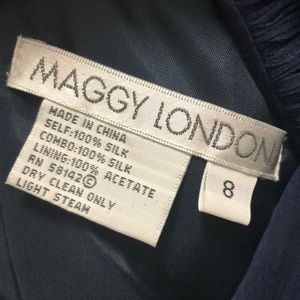 MAGGY LONDON
MADE IN CHINA
SELF:100% SILK
COMBO:100% SILK
LINING:100% ACETATE
RN 58142©
DRY CLEAN ONLY
LIGHT STEAM
8